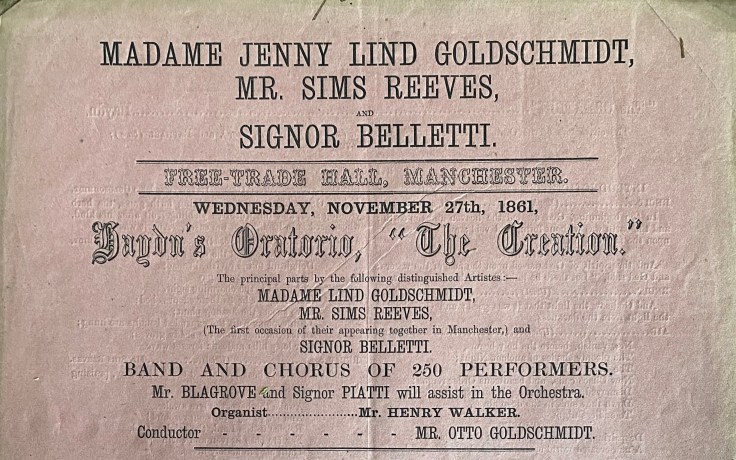 MADAME JENNY LIND GOLDSCHMIDT,
MR. SIMS REEVES,
AND
SIGNOR BELLETTI.
FREE-TRADE HALL, MANCHESTER.
WEDNESDAY, NOVEMBER 27th, 1861,
Haydn's Oratorio, "The Creation."
The principal parts by the following distinguished Artistes:—
MADAME LIND GOLDSCHMIDT,
MR. SIMS REEVES,
(The first occasion of their appearing together in Manchester,) and
SIGNOR BELLETTI.
BAND AND CHORUS OF 250 PERFORMERS.
Mr. BLAGROVE and Signor PIATTI will assist in the Orchestra.
Organist......................Mr. HENRY WALKER.
Conductor - - - - - - MR. OTTO GOLDSCHMIDT.